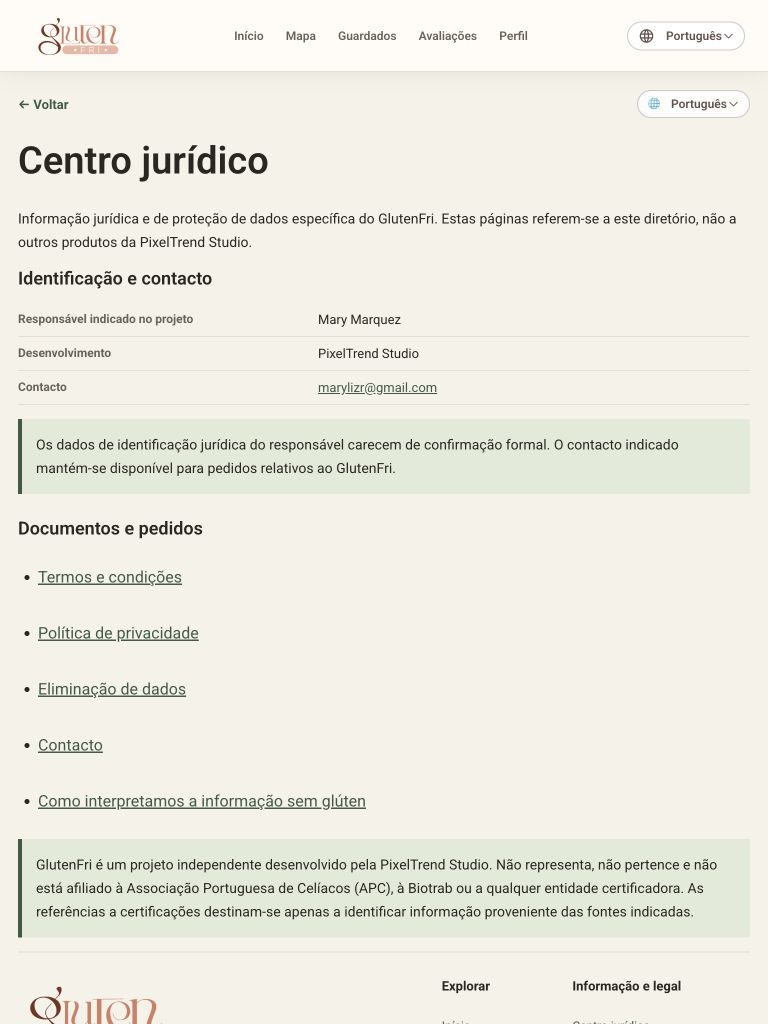 gluten
• FRI •
Início Mapa Guardados Avaliações Perfil Português
← Voltar Português
Centro jurídico
Informação jurídica e de proteção de dados específica do GlutenFri. Estas páginas referem-se a este diretório, não a
outros produtos da PixelTrend Studio.
Identificação e contacto
Responsável indicado no projeto Mary Marquez
Desenvolvimento PixelTrend Studio
Contacto marylizr@gmail.com
Os dados de identificação jurídica do responsável carecem de confirmação formal. O contacto indicado
mantém-se disponível para pedidos relativos ao GlutenFri.
Documentos e pedidos
• Termos e condições
• Política de privacidade
• Eliminação de dados
• Contacto
• Como interpretamos a informação sem glúten
GlutenFri é um projeto independente desenvolvido pela PixelTrend Studio. Não representa, não pertence e não
está afiliado à Associação Portuguesa de Celíacos (APC), à Biotrab ou a qualquer entidade certificadora. As
referências a certificações destinam-se apenas a identificar informação proveniente das fontes indicadas.
gluten
Explorar Informação e legal
Início Centro jurídico